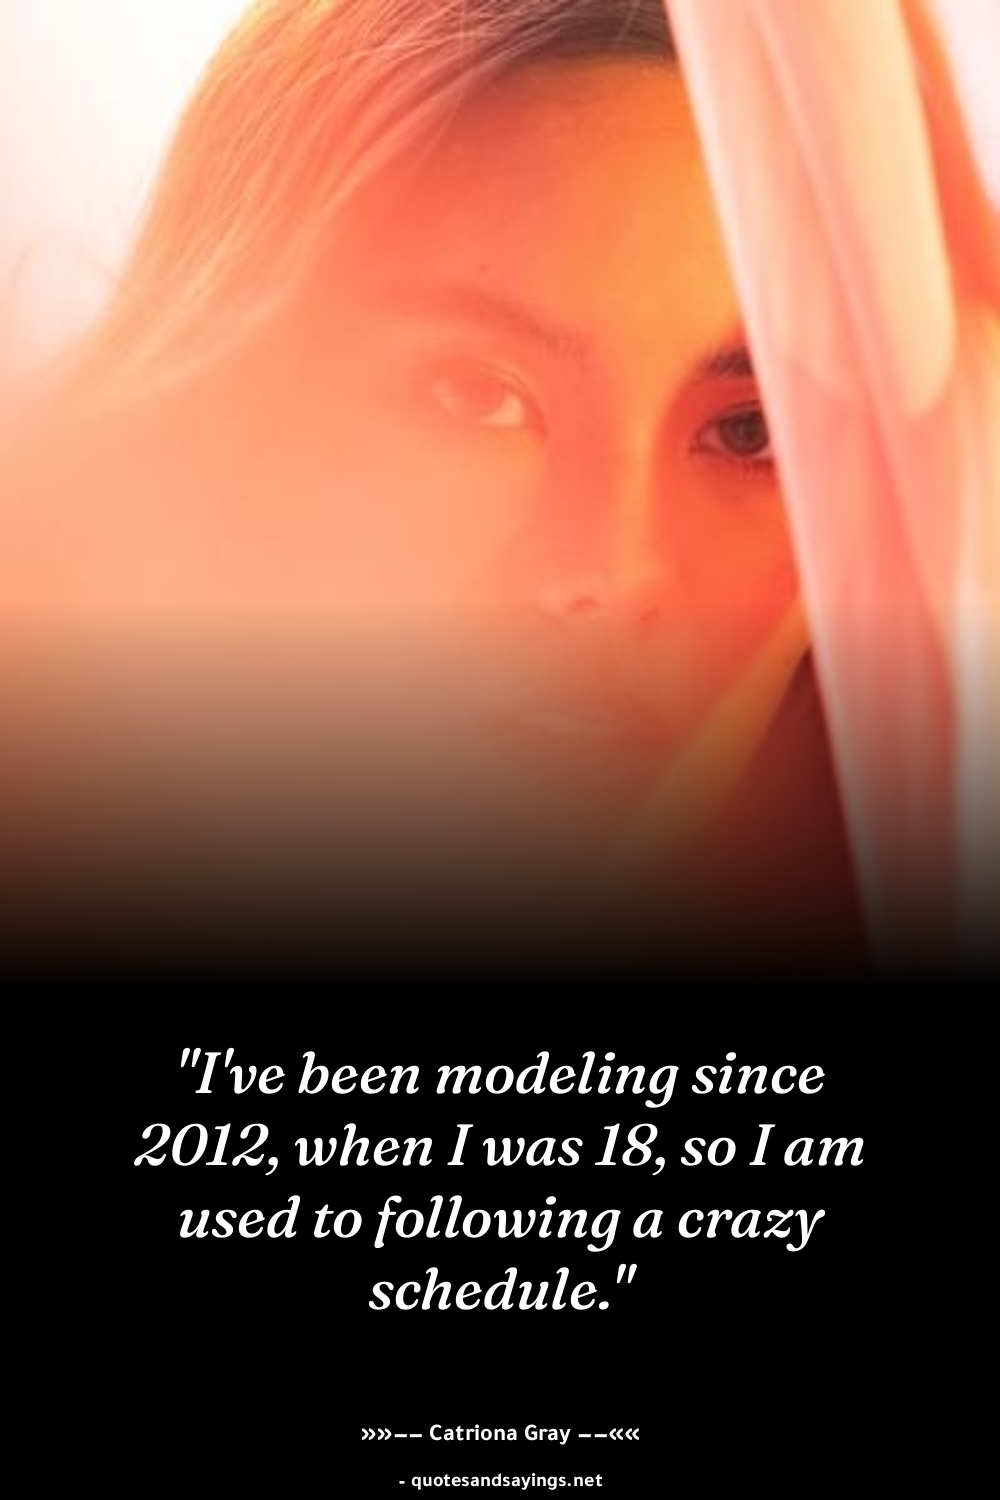 "I've been modeling since
2012, when I was 18, so I am
used to following a crazy
schedule."
»»−− Catriona Gray −−««
- quotesandsayings.net